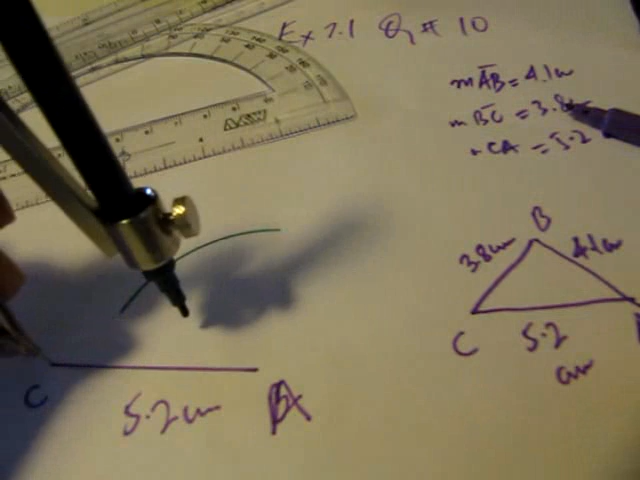 Ex 7.1 Q # 10
mAB = 4.1cm
mBC = 3.8
mCA = 5.2
B
3.8cm 4.1cm
C
5.2
cm
C
5.2cm A